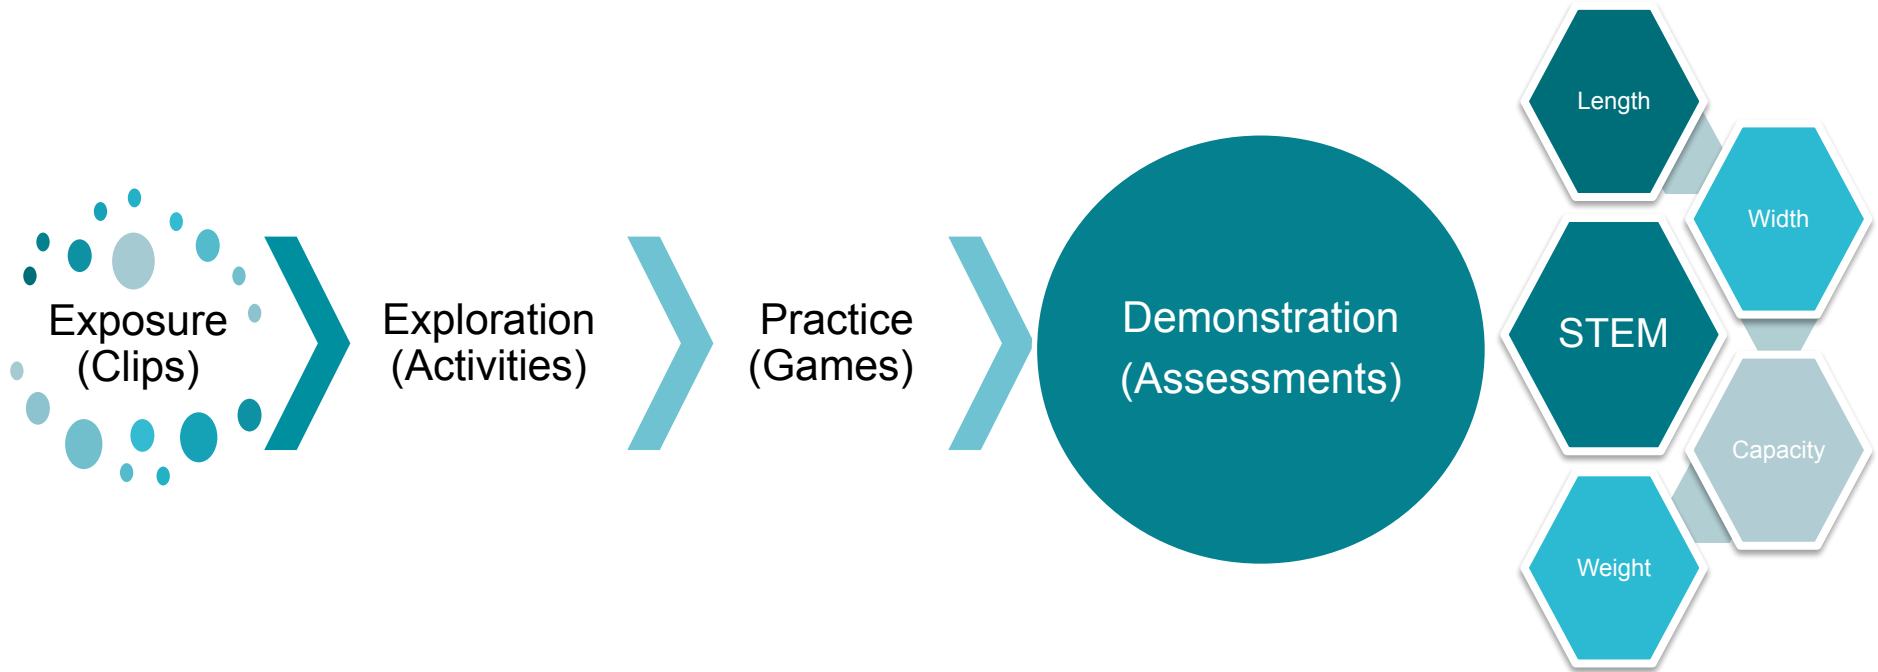 Exposure
(Clips)
Exploration
(Activities)
Practice
(Games)
Demonstration
(Assessments)
Length
Width
STEM
Capacity
Weight